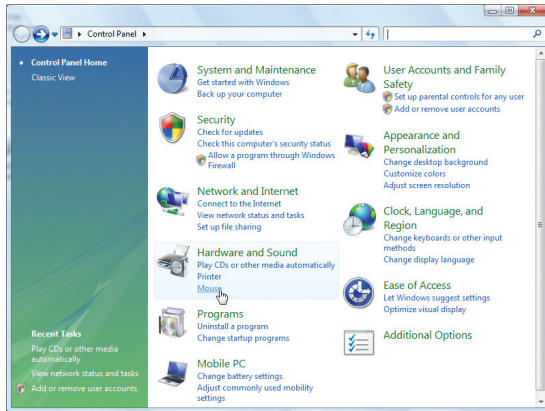 Control Panel
Control Panel Home
Classic View
Recent Tasks
Play CDs or other media
automatically
View network status and tasks
Add or remove user accounts
System and Maintenance
Get started with Windows
Back up your computer
Security
Check for updates
Check this computer's security status
Allow a program through Windows
Firewall
Network and Internet
Connect to the Internet
View network status and tasks
Set up file sharing
Hardware and Sound
Play CDs or other media automatically
Printer
Mouse
Programs
Uninstall a program
Change startup programs
Mobile PC
Change battery settings
Adjust commonly used mobility
settings
User Accounts and Family
Safety
Set up parental controls for any user
Add or remove user accounts
Appearance and
Personalization
Change desktop background
Customize colors
Adjust screen resolution
Clock, Language, and
Region
Change keyboards or other input
methods
Change display language
Ease of Access
Let Windows suggest settings
Optimize visual display
Additional Options